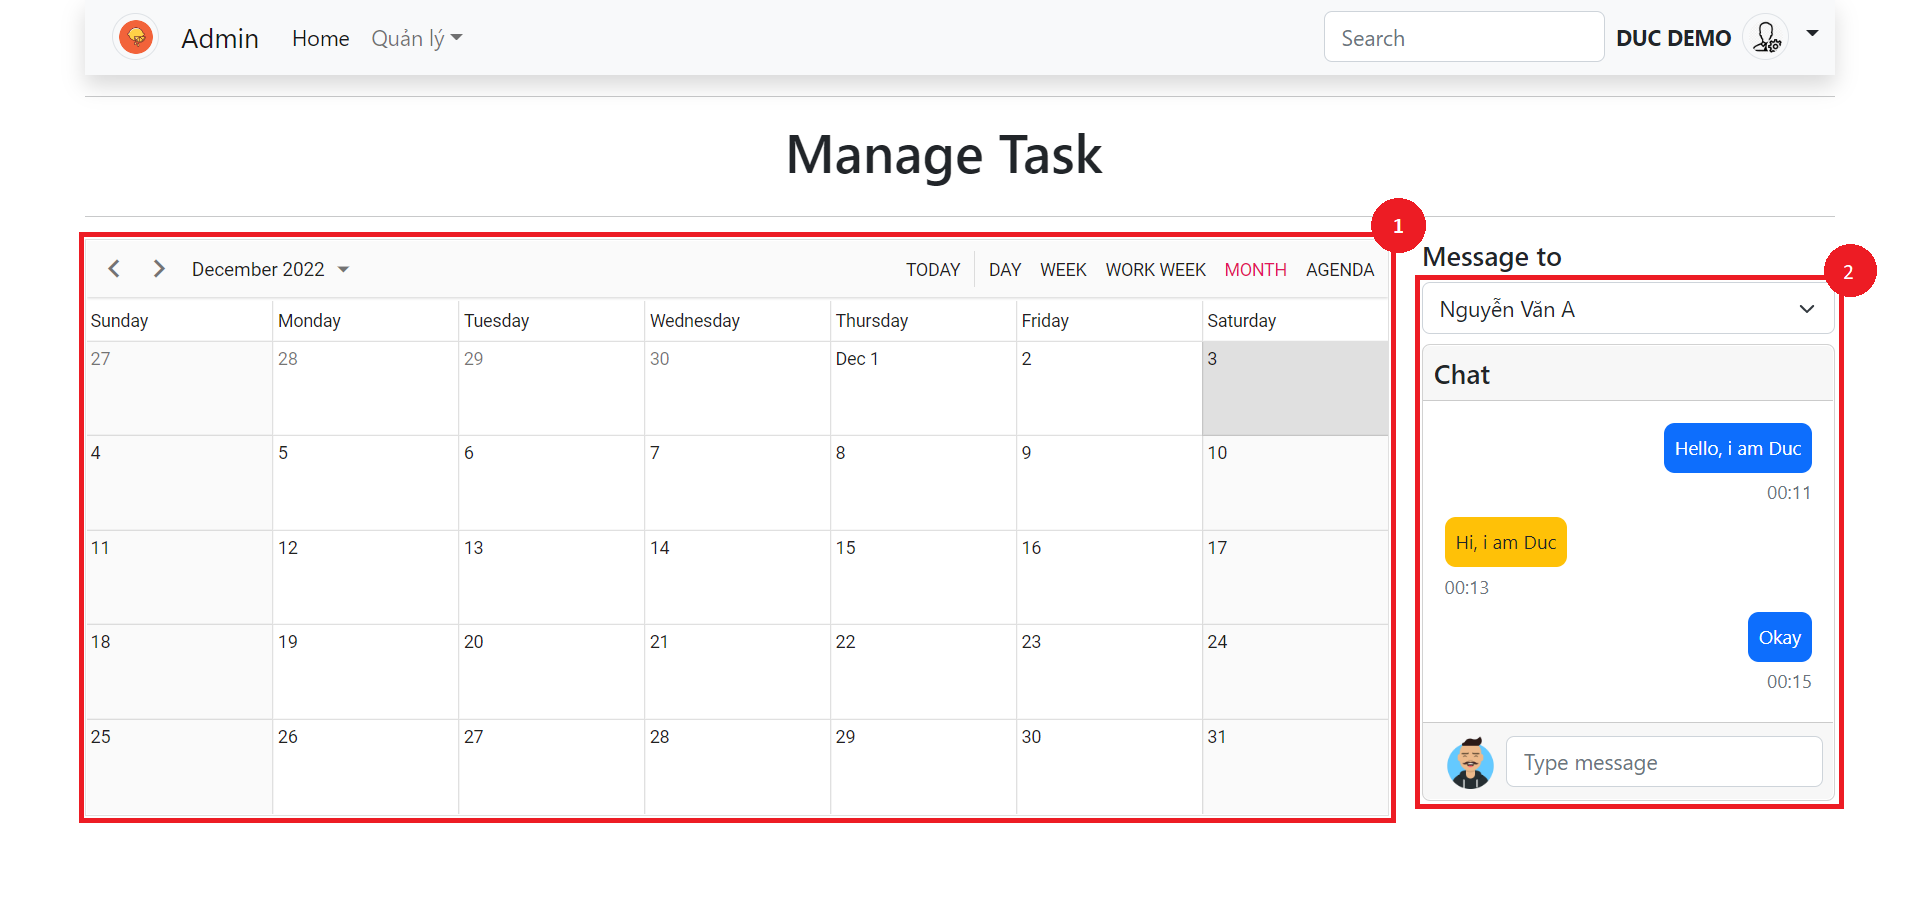 Admin Home Quản lý Search DUC DEMO
Manage Task
1
December 2022 TODAY DAY WEEK WORK WEEK MONTH AGENDA
Sunday Monday Tuesday Wednesday Thursday Friday Saturday
27 28 29 30 Dec 1 2 3
4 5 6 7 8 9 10
11 12 13 14 15 16 17
18 19 20 21 22 23 24
25 26 27 28 29 30 31
Message to
2
Nguyễn Văn A
Chat
Hello, i am Duc
00:11
Hi, i am Duc
00:13
Okay
00:15
Type message